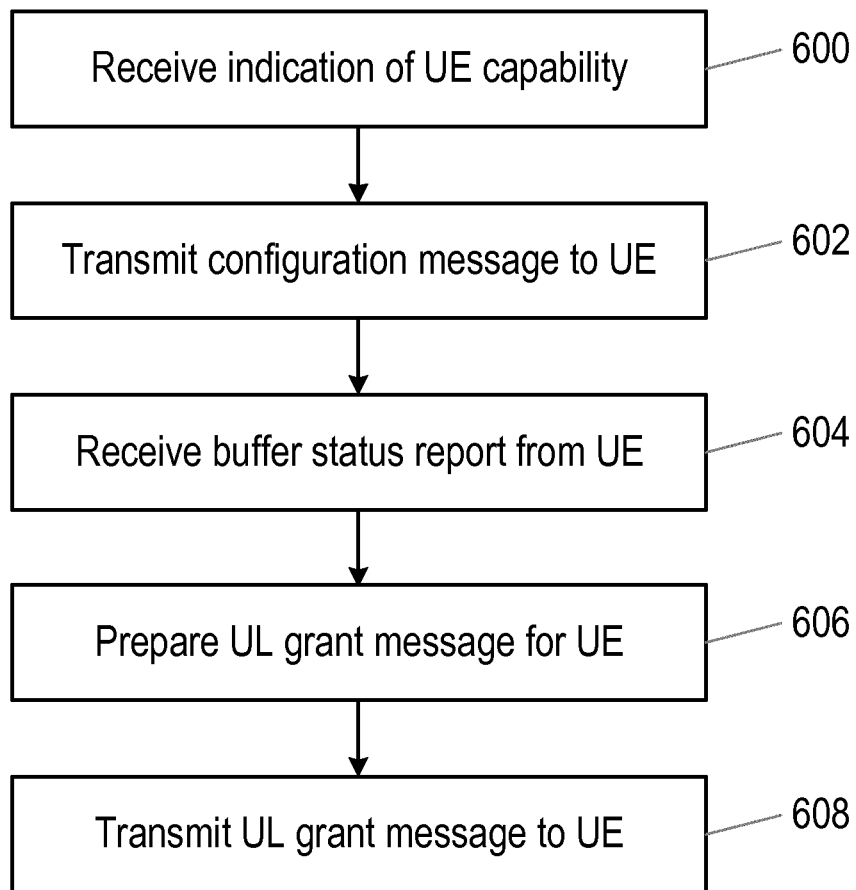 Receive indication of UE capability
600
Transmit configuration message to UE
602
Receive buffer status report from UE
604
Prepare UL grant message for UE
606
Transmit UL grant message to UE
608